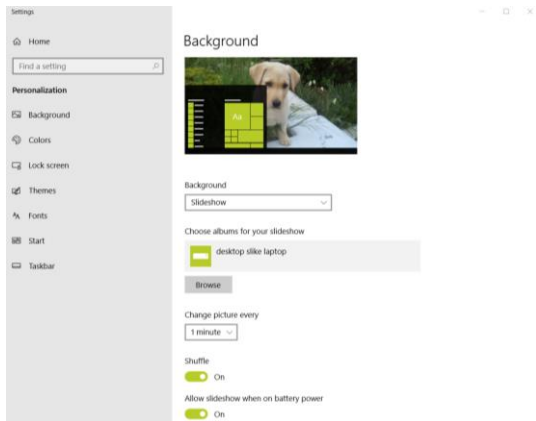 Settings
Home
Find a setting
Personalization
Background
Colors
Lock screen
Themes
Fonts
Start
Taskbar
Background
Aa
Background
Slideshow
Choose albums for your slideshow
desktop slike laptop
Browse
Change picture every
1 minute
Shuffle
On
Allow slideshow when on battery power
On